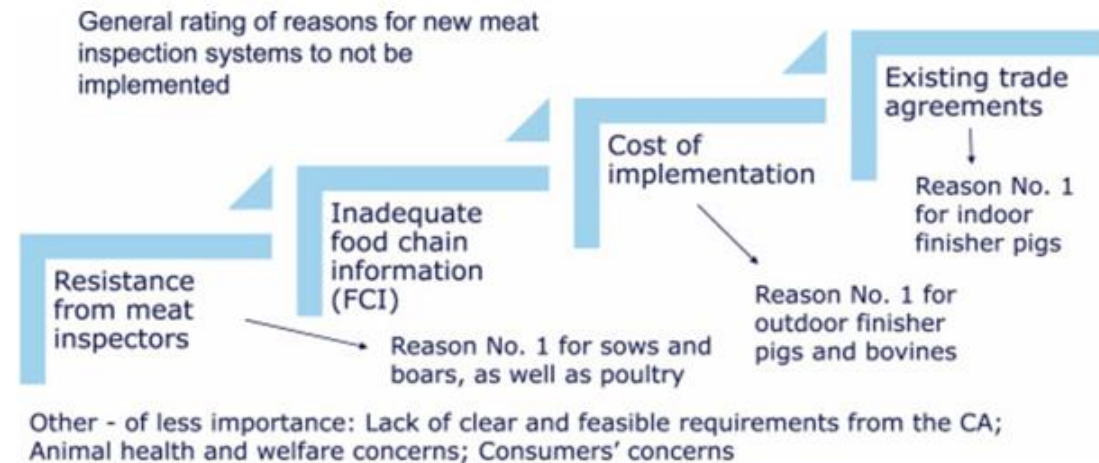 General rating of reasons for new meat
inspection systems to not be
implemented
Existing trade
agreements
Reason No. 1
for indoor
finisher pigs
Cost of
implementation
Reason No. 1 for
outdoor finisher
pigs and bovines
Inadequate
food chain
information
(FCI)
Resistance
from meat
inspectors
Reason No. 1 for sows and
boars, as well as poultry
Other - of less importance: Lack of clear and feasible requirements from the CA;
Animal health and welfare concerns; Consumers' concerns